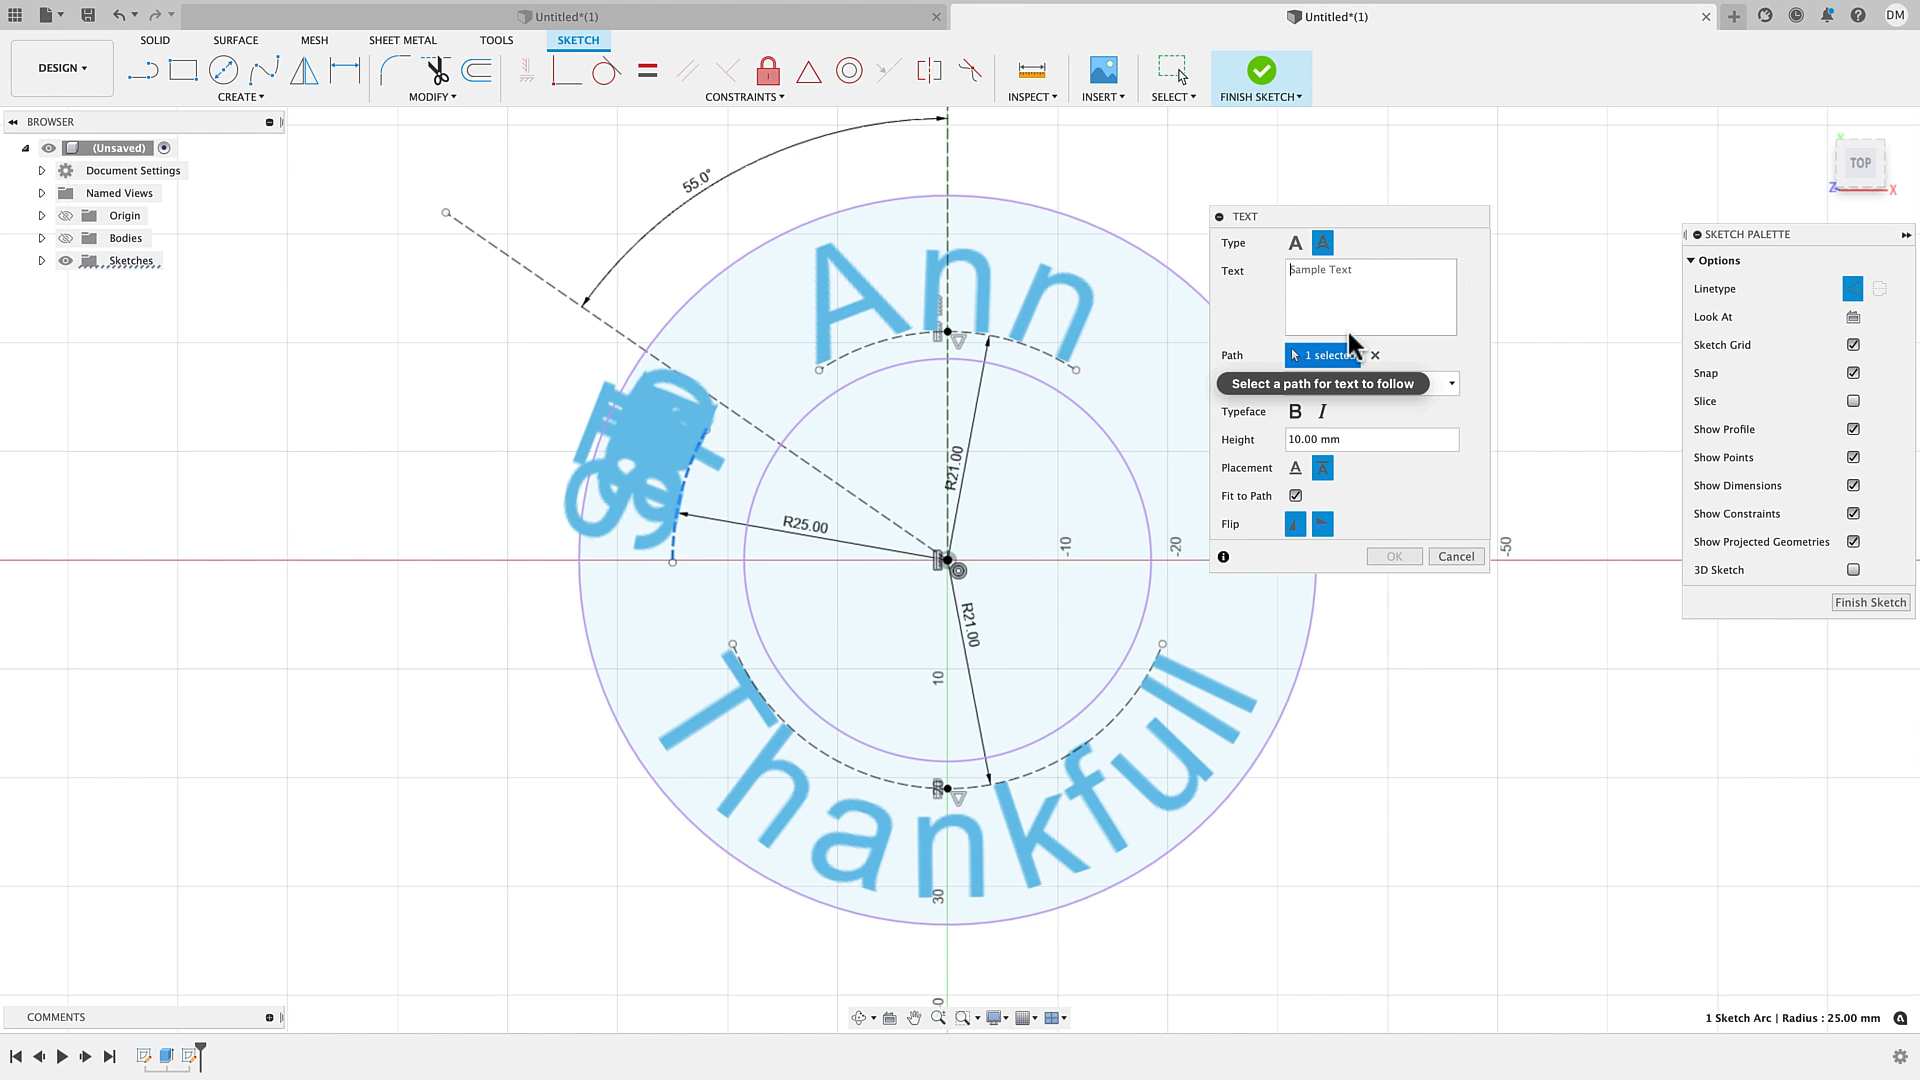 Untitled*(1)
Untitled*(1)
DM
DESIGN
SOLID
SURFACE
MESH
SHEET METAL
TOOLS
SKETCH
CREATE
MODIFY
CONSTRAINTS
INSPECT
INSERT
SELECT
FINISH SKETCH
BROWSER
(Unsaved)
Document Settings
Named Views
Origin
Bodies
Sketches
55.0°
Ann
R21.00
R25.00
R21.00
Thankfull
-10
-20
-50
10
20
30
TEXT
Type
A
A
Text
Sample Text
Path
1 selected
Select a path for text to follow
Typeface
B
I
Height
10.00 mm
Placement
A
A
Fit to Path
Flip
OK
Cancel
Y
TOP
Z
X
SKETCH PALETTE
Options
Linetype
Look At
Sketch Grid
Snap
Slice
Show Profile
Show Points
Show Dimensions
Show Constraints
Show Projected Geometries
3D Sketch
Finish Sketch
COMMENTS
1 Sketch Arc | Radius : 25.00 mm